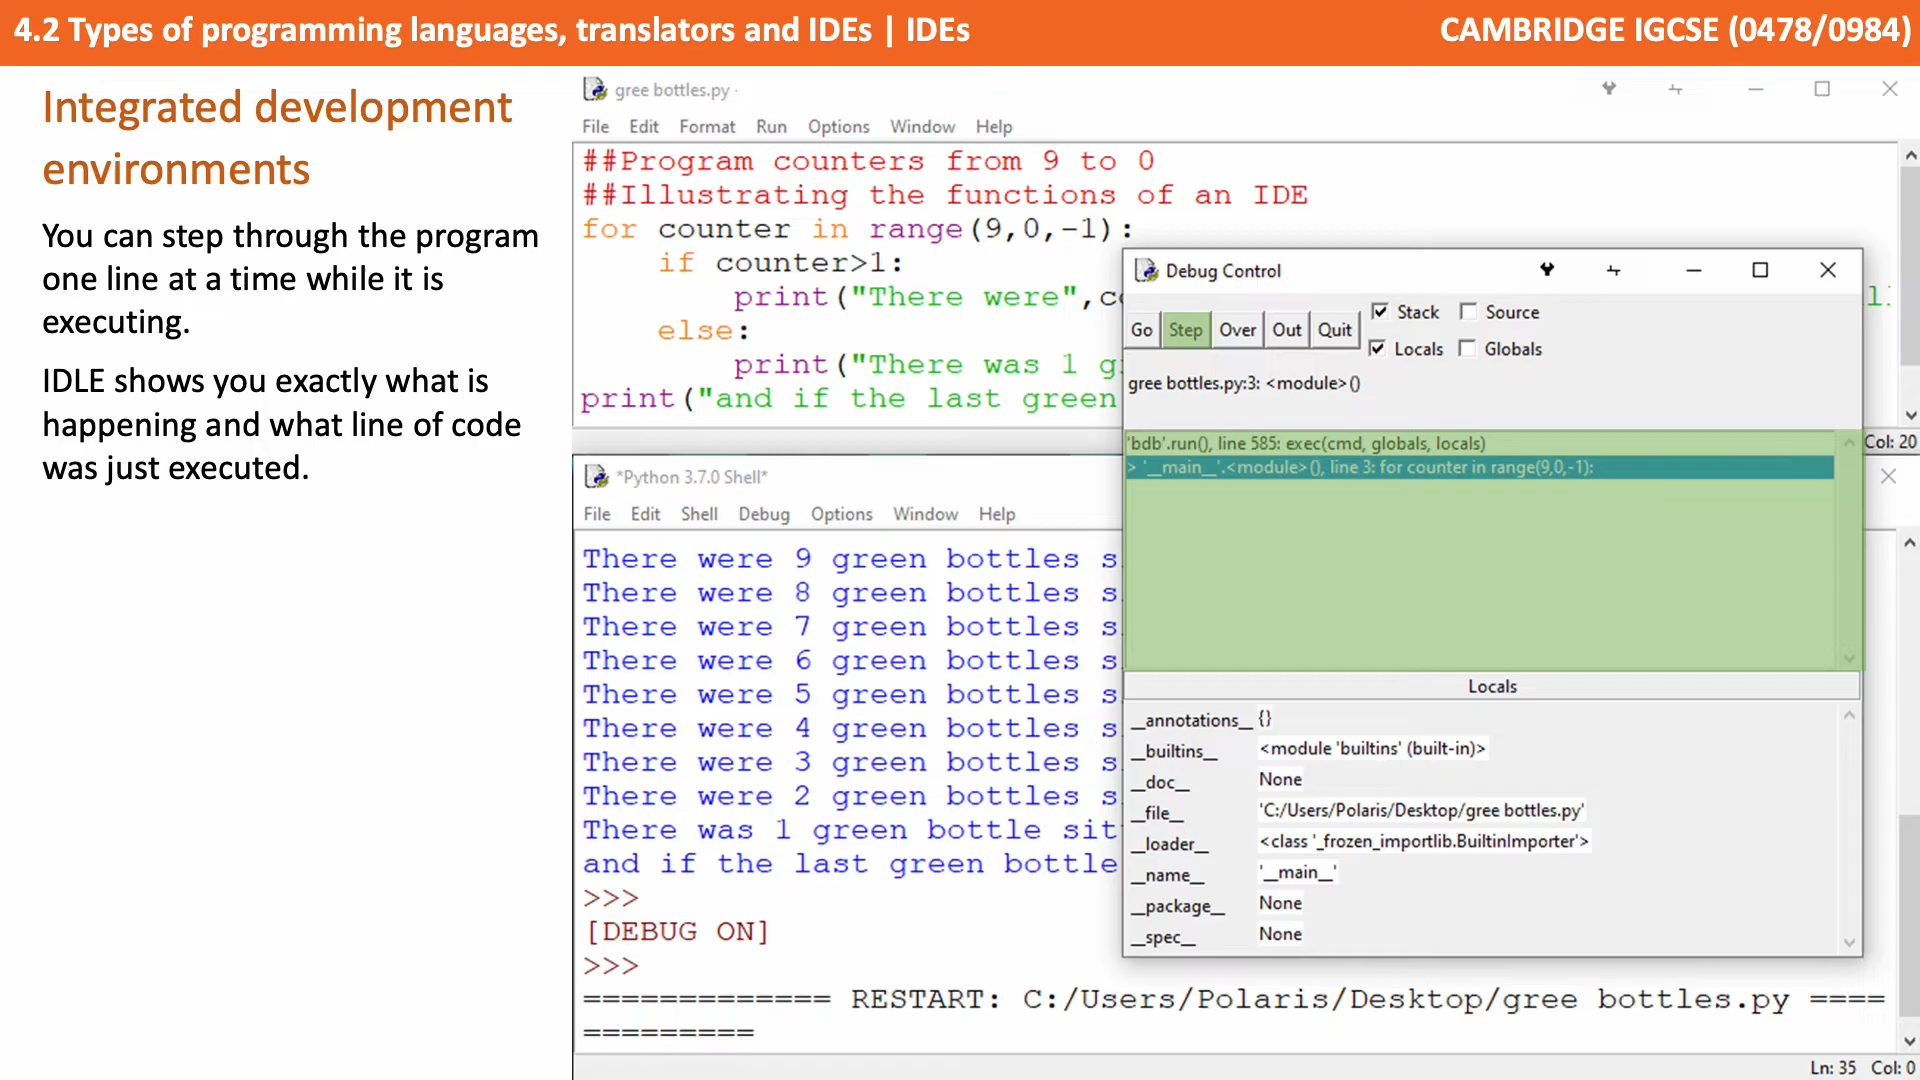 4.2 Types of programming languages, translators and IDEs | IDEs
CAMBRIDGE IGCSE (0478/0984)
Integrated development
environments
You can step through the program
one line at a time while it is
executing.
IDLE shows you exactly what is
happening and what line of code
was just executed.
gree bottles.py
File Edit Format Run Options Window Help
##Program counters from 9 to 0
##Illustrating the functions of an IDE
for counter in range(9,0,-1):
if counter>1:
print("There were",
else:
print("There was 1
print("and if the last green
Col: 20
Debug Control
Go Step Over Out Quit
Stack Source
Locals Globals
gree bottles.py:3: <module>()
'bdb'.run(), line 585: exec(cmd, globals, locals)
> '__main__'.<module>(), line 3: for counter in range(9,0,-1):
Locals
__annotations__ {}
__builtins__ <module 'builtins' (built-in)>
__doc__ None
__file__ 'C:/Users/Polaris/Desktop/gree bottles.py'
__loader__ <class '_frozen_importlib.BuiltinImporter'>
__name__ '__main__'
__package__ None
__spec__ None
*Python 3.7.0 Shell*
File Edit Shell Debug Options Window Help
There were 9 green bottles s
There were 8 green bottles s
There were 7 green bottles s
There were 6 green bottles s
There were 5 green bottles s
There were 4 green bottles s
There were 3 green bottles s
There were 2 green bottles s
There was 1 green bottle sit
and if the last green bottle
>>>
[DEBUG ON]
>>>
============= RESTART: C:/Users/Polaris/Desktop/gree bottles.py ====
=========
Ln: 35 Col: 0